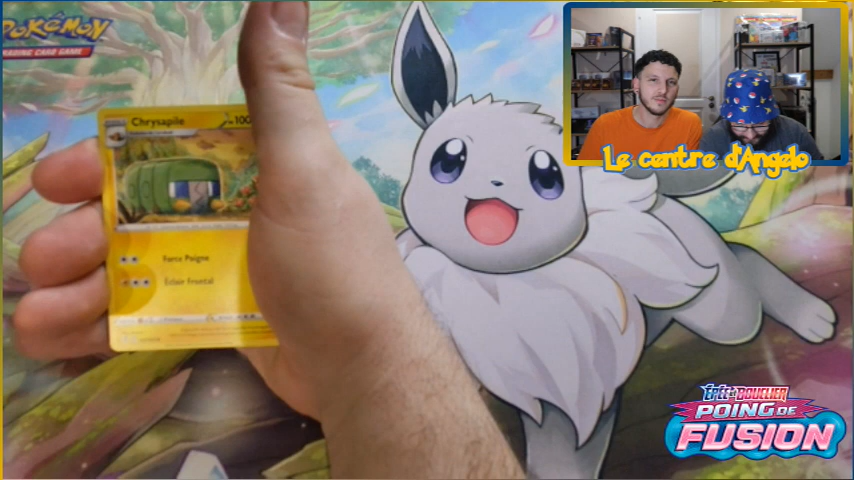 Pokémon
TRADING CARD GAME
Chrysapile
100
Force Poigne
Éclair Frontal
Le centre d'Angelo
ÉPÉE ET BOUCLIER
POING DE
FUSION